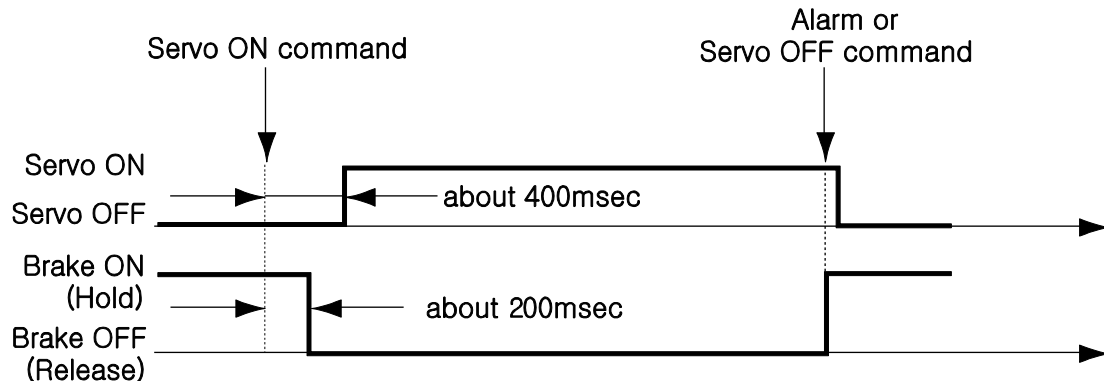 Alarm or
Servo ON command
Servo OFF command
Servo ON
about 400msec
Servo OFF
Brake ON
(Hold)
about 200msec
Brake OFF
(Release)